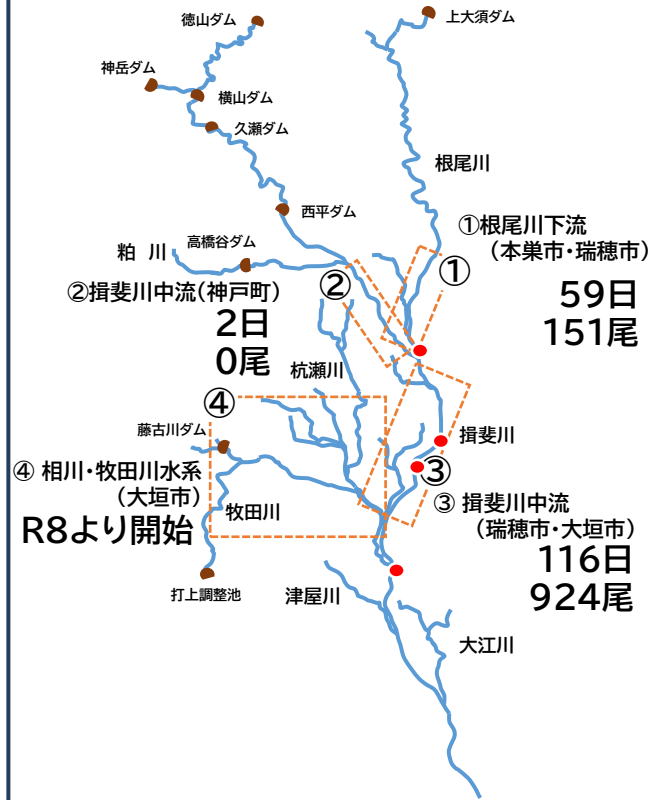 徳山ダム
上大須ダム
神岳ダム
横山ダム
久瀬ダム
根尾川
西平ダム
①根尾川下流
(本巣市・瑞穂市)
59日
151尾
高橋谷ダム
粕 川
①
②
②揖斐川中流(神戸町)
2日
0尾
杭瀬川
④
藤古川ダム
揖斐川
④ 相川・牧田川水系
(大垣市)
R8より開始
③
③ 揖斐川中流
(瑞穂市・大垣市)
116日
924尾
牧田川
打上調整池
津屋川
大江川